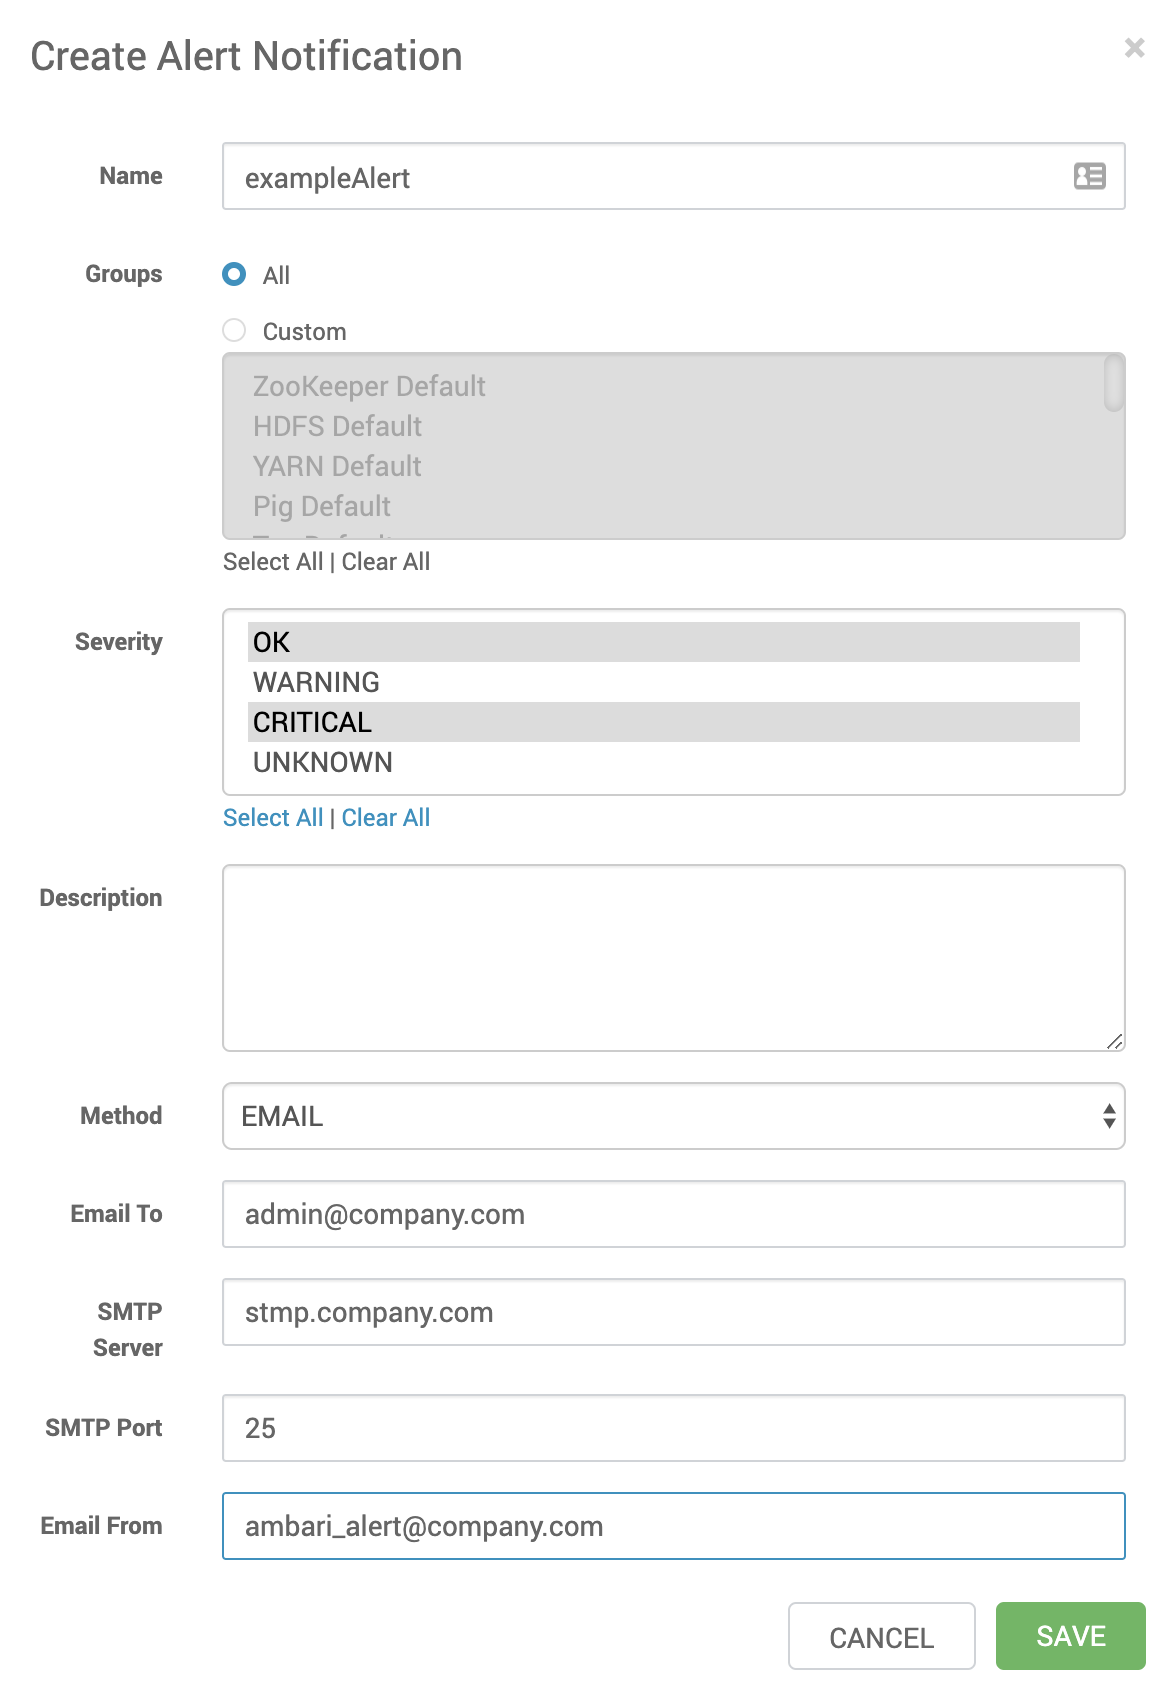 Create Alert Notification
×
Name
exampleAlert
Groups
All
Custom
ZooKeeper Default
HDFS Default
YARN Default
Pig Default
Select All | Clear All
Severity
OK
WARNING
CRITICAL
UNKNOWN
Select All | Clear All
Description
Method
EMAIL
Email To
admin@company.com
SMTP
Server
stmp.company.com
SMTP Port
25
Email From
ambari_alert@company.com
CANCEL
SAVE